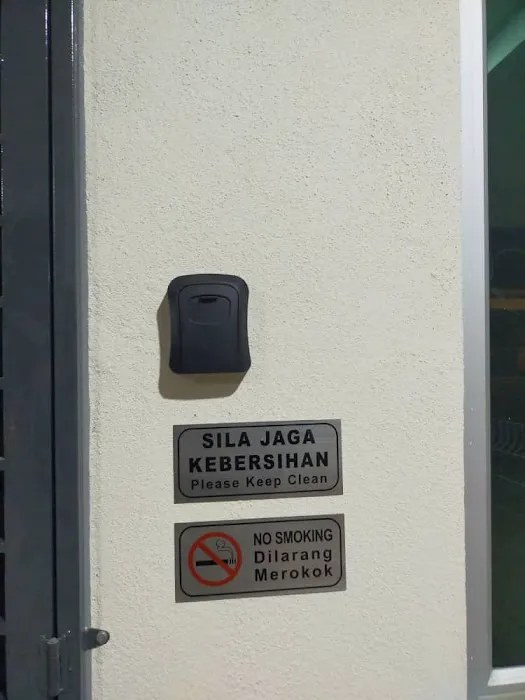 SILA JAGA
KEBERSIHAN
Please Keep Clean
NO SMOKING
Dilarang
Merokok